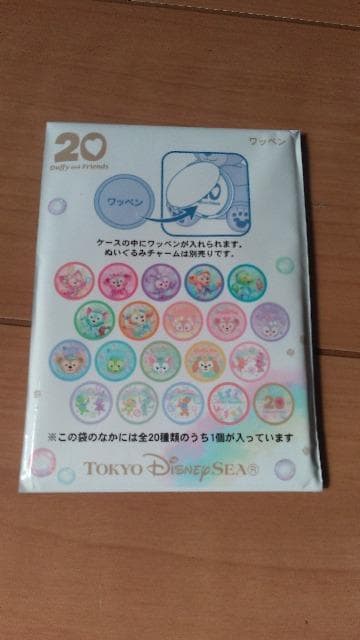 20
Duffy and Friends
ワッペン
ワッペン
ケースの中にワッペンが入れられます。
ぬいぐるみチャームは別売りです。
※この袋のなかには全20種類のうち1個が入っています
TOKYO DISNEYSEA®